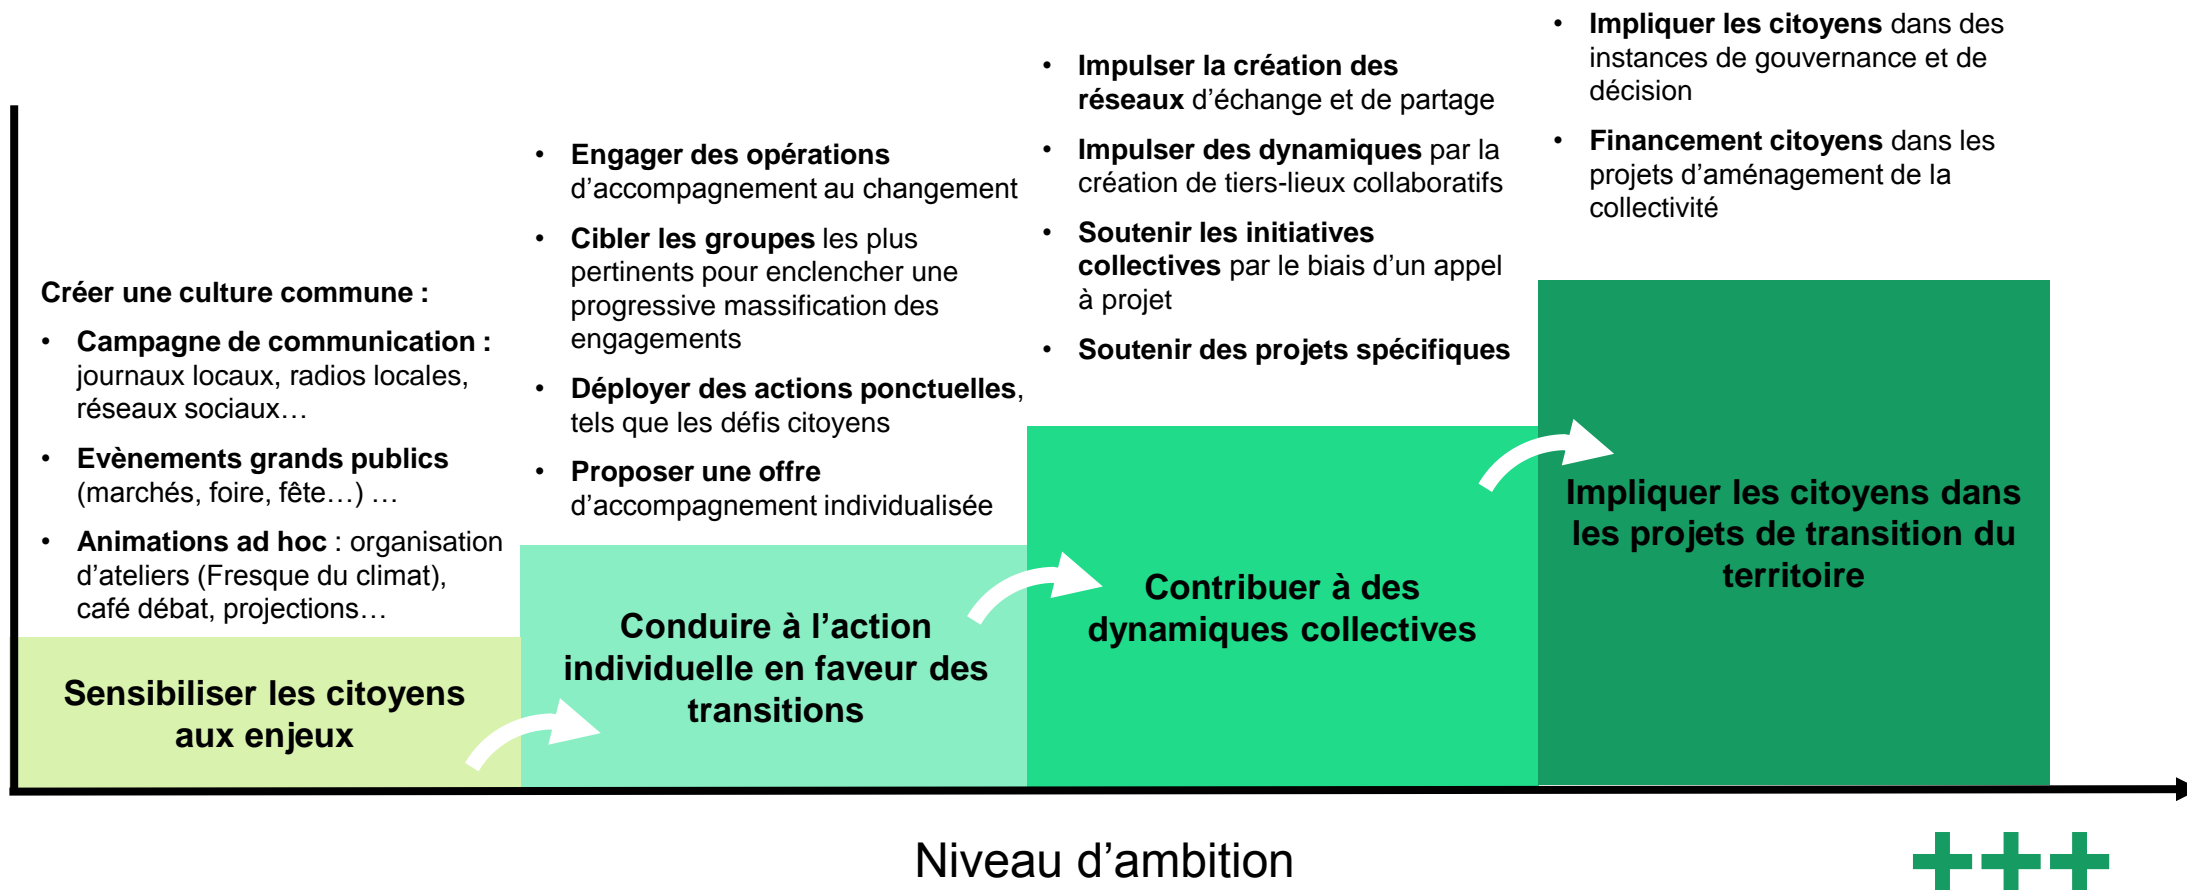 Créer une culture commune :
• Campagne de communication :
journaux locaux, radios locales,
réseaux sociaux…
• Evènements grands publics
(marchés, foire, fête…) …
• Animations ad hoc : organisation
d’ateliers (Fresque du climat),
café débat, projections…
Sensibiliser les citoyens
aux enjeux
• Engager des opérations
d’accompagnement au changement
• Cibler les groupes les plus
pertinents pour enclencher une
progressive massification des
engagements
• Déployer des actions ponctuelles,
tels que les défis citoyens
• Proposer une offre
d’accompagnement individualisée
Conduire à l’action
individuelle en faveur des
transitions
• Impulser la création des
réseaux d’échange et de partage
• Impulser des dynamiques par la
création de tiers-lieux collaboratifs
• Soutenir les initiatives
collectives par le biais d’un appel
à projet
• Soutenir des projets spécifiques
Contribuer à des
dynamiques collectives
• Impliquer les citoyens dans des
instances de gouvernance et de
décision
• Financement citoyens dans les
projets d’aménagement de la
collectivité
Impliquer les citoyens dans
les projets de transition du
territoire
Niveau d’ambition
+++